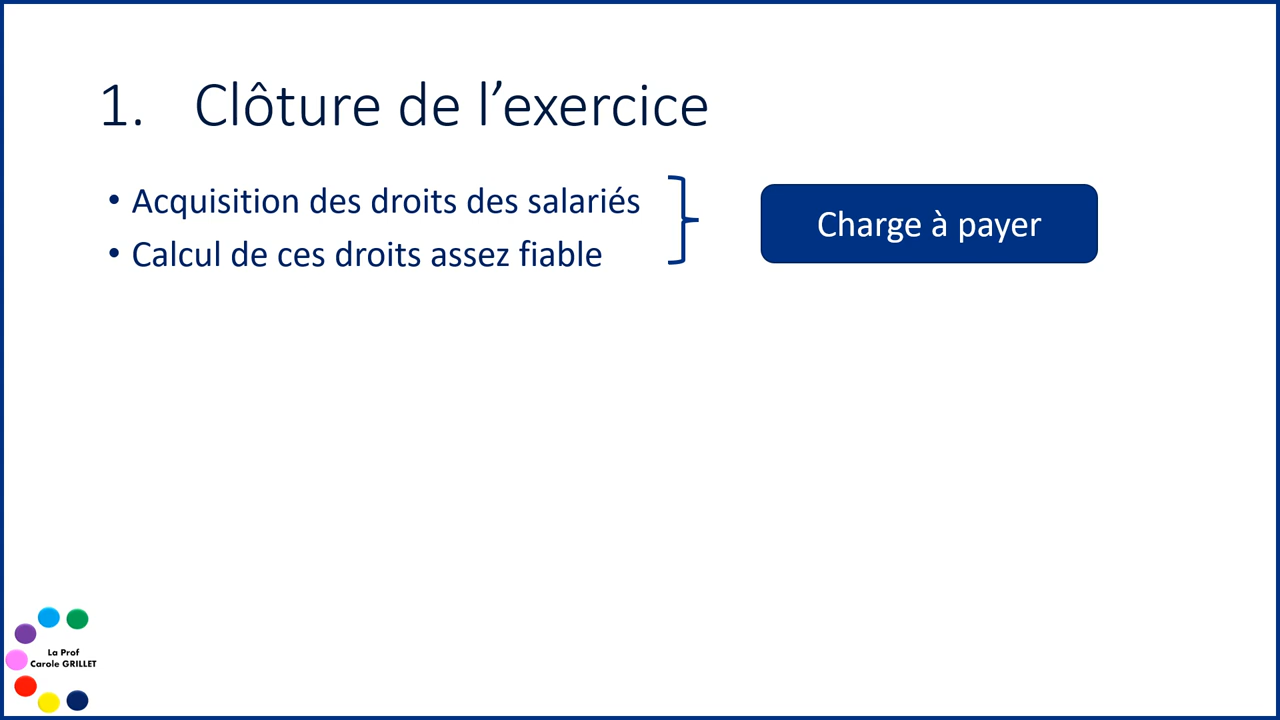 1. Clôture de l’exercice
• Acquisition des droits des salariés
• Calcul de ces droits assez fiable
Charge à payer
La Prof
Carole GRILLET